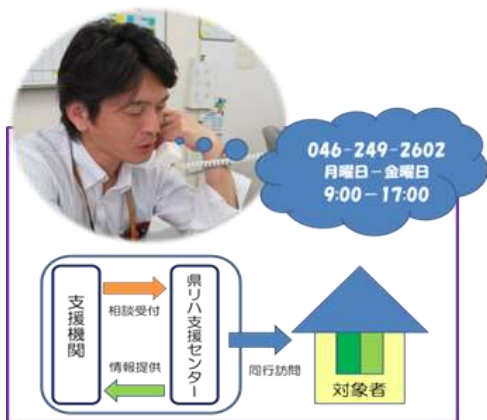 046-249-2602
月曜日－金曜日
9:00－17:00
支援機関
相談受付
情報提供
県リハ支援センター
同行訪問
対象者